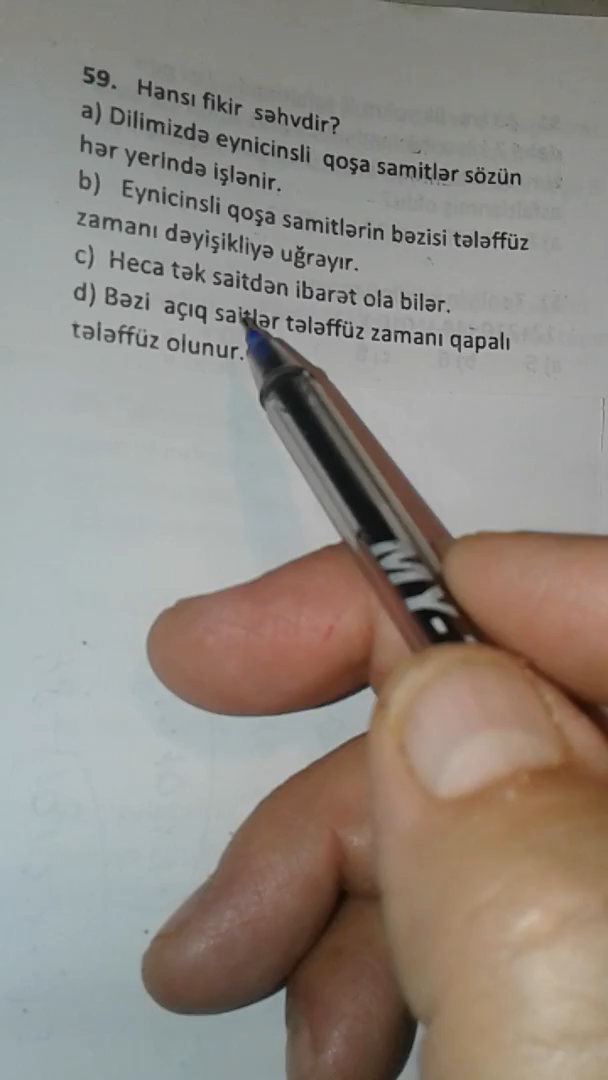 59. Hansı fikir səhvdir?
a) Dilimizdə eynicinsli qoşa samitlər sözün
hər yerində işlənir.
b) Eynicinsli qoşa samitlərin bəzisi tələffüz
zamanı dəyişikliyə uğrayır.
c) Heca tək saitdən ibarət ola bilər.
d) Bəzi açıq saitlər tələffüz zamanı qapalı
tələffüz olunur.